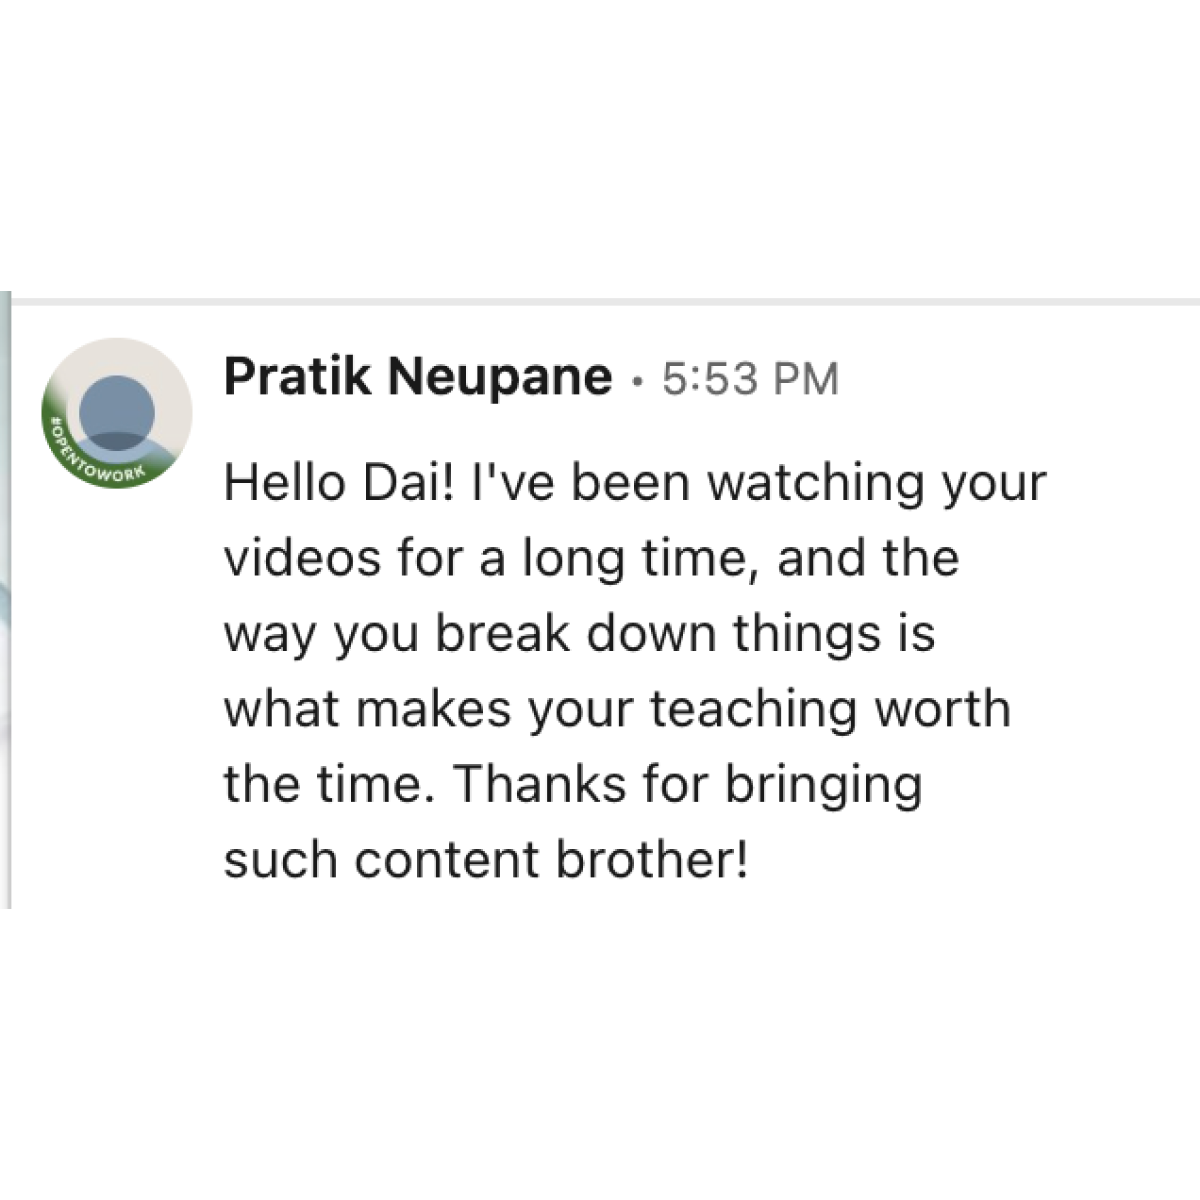 Pratik Neupane • 5:53 PM
#OPENTOWORK
Hello Dai! I've been watching your
videos for a long time, and the
way you break down things is
what makes your teaching worth
the time. Thanks for bringing
such content brother!